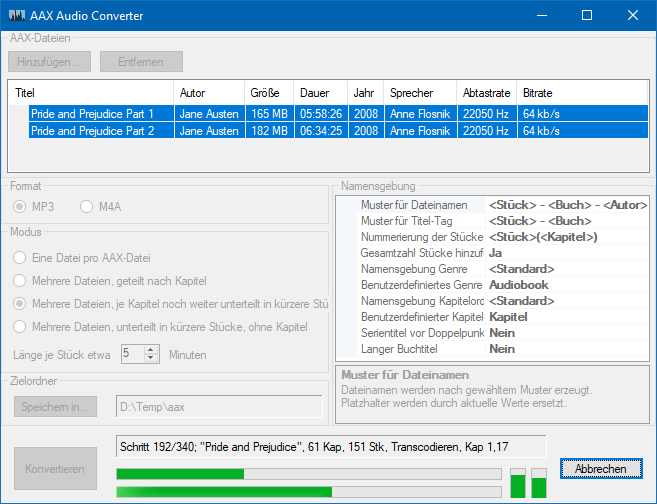 AAX Audio Converter
AAX-Dateien
Hinzufügen...
Entfernen
Titel Autor Größe Dauer Jahr Sprecher Abtastrate Bitrate
Pride and Prejudice Part 1 Jane Austen 165 MB 05:58:26 2008 Anne Flosnik 22050 Hz 64 kb/s
Pride and Prejudice Part 2 Jane Austen 182 MB 06:34:25 2008 Anne Flosnik 22050 Hz 64 kb/s
Format
MP3 M4A
Modus
Eine Datei pro AAX-Datei
Mehrere Dateien, geteilt nach Kapitel
Mehrere Dateien, je Kapitel noch weiter unterteilt in kürzere Stü
Mehrere Dateien, unterteilt in kürzere Stücke, ohne Kapitel
Länge je Stück etwa 5 Minuten
Zielordner
Speichern in... D:\Temp\aax
Namensgebung
Muster für Dateinamen <Stück> - <Buch> - <Autor>
Muster für Titel-Tag <Stück> - <Buch>
Nummerierung der Stücke <Stück>(<Kapitel>)
Gesamtzahl Stücke hinzuf Ja
Namensgebung Genre <Standard>
Benutzerdefiniertes Genre Audiobook
Namensgebung Kapitelord <Standard>
Benutzerdefinierter Kapitel Kapitel
Serientitel vor Doppelpunk Nein
Langer Buchtitel Nein
Muster für Dateinamen
Dateinamen werden nach gewähltem Muster erzeugt.
Platzhalter werden durch aktuelle Werte ersetzt.
Konvertieren
Schritt 192/340; "Pride and Prejudice", 61 Kap, 151 Stk, Transcodieren, Kap 1,17
Abbrechen